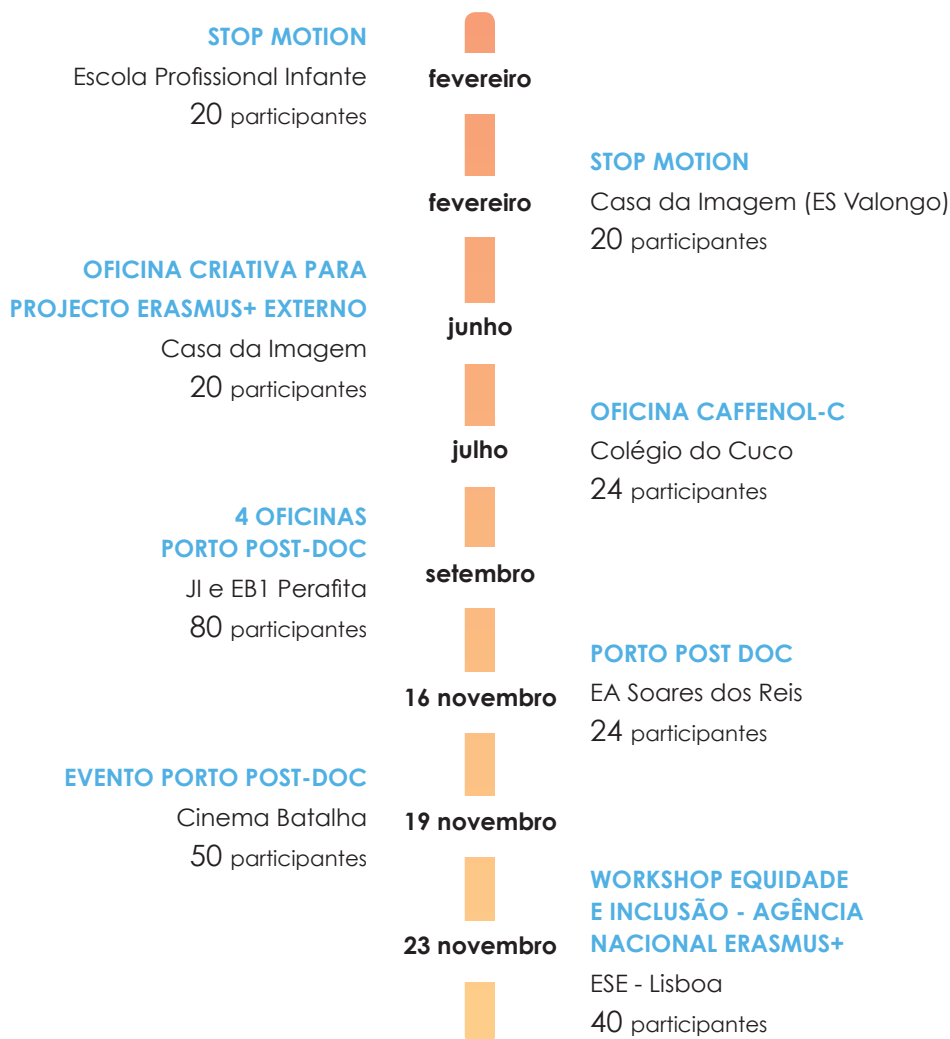 STOP MOTION
Escola Profissional Infante
20 participantes
fevereiro
STOP MOTION
Casa da Imagem (ES Valongo)
20 participantes
fevereiro
OFICINA CRIATIVA PARA
PROJECTO ERASMUS+ EXTERNO
Casa da Imagem
20 participantes
junho
OFICINA CAFFENOL-C
Colégio do Cuco
24 participantes
julho
4 OFICINAS
PORTO POST-DOC
JI e EB1 Perafita
80 participantes
setembro
PORTO POST DOC
EA Soares dos Reis
24 participantes
16 novembro
EVENTO PORTO POST-DOC
Cinema Batalha
50 participantes
19 novembro
WORKSHOP EQUIDADE
E INCLUSÃO - AGÊNCIA
NACIONAL ERASMUS+
ESE - Lisboa
40 participantes
23 novembro